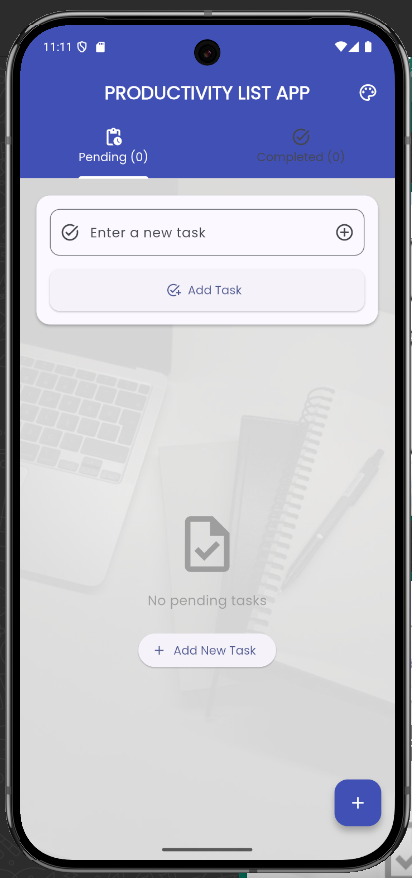 11:11
PRODUCTIVITY LIST APP
Pending (0)
Completed (0)
Enter a new task
Add Task
No pending tasks
+ Add New Task
+